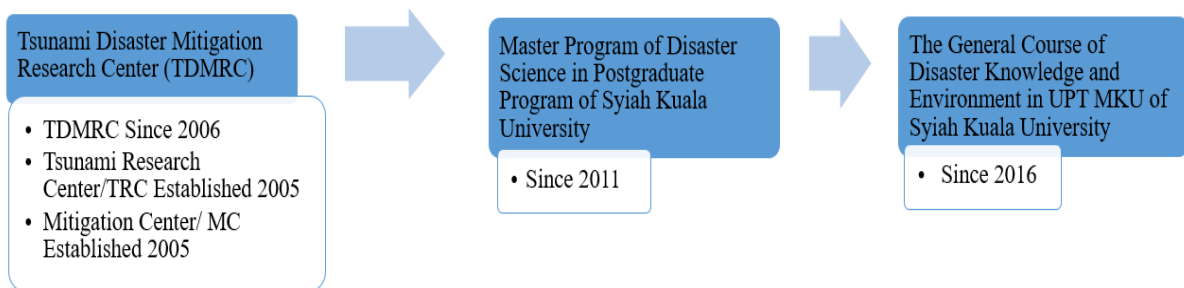 Tsunami Disaster Mitigation
Research Center (TDMRC)
• TDMRC Since 2006
• Tsunami Research
Center/TRC Established 2005
• Mitigation Center/ MC
Established 2005
Master Program of Disaster
Science in Postgraduate
Program of Syiah Kuala
University
• Since 2011
The General Course of
Disaster Knowledge and
Environment in UPT MKU of
Syiah Kuala University
• Since 2016